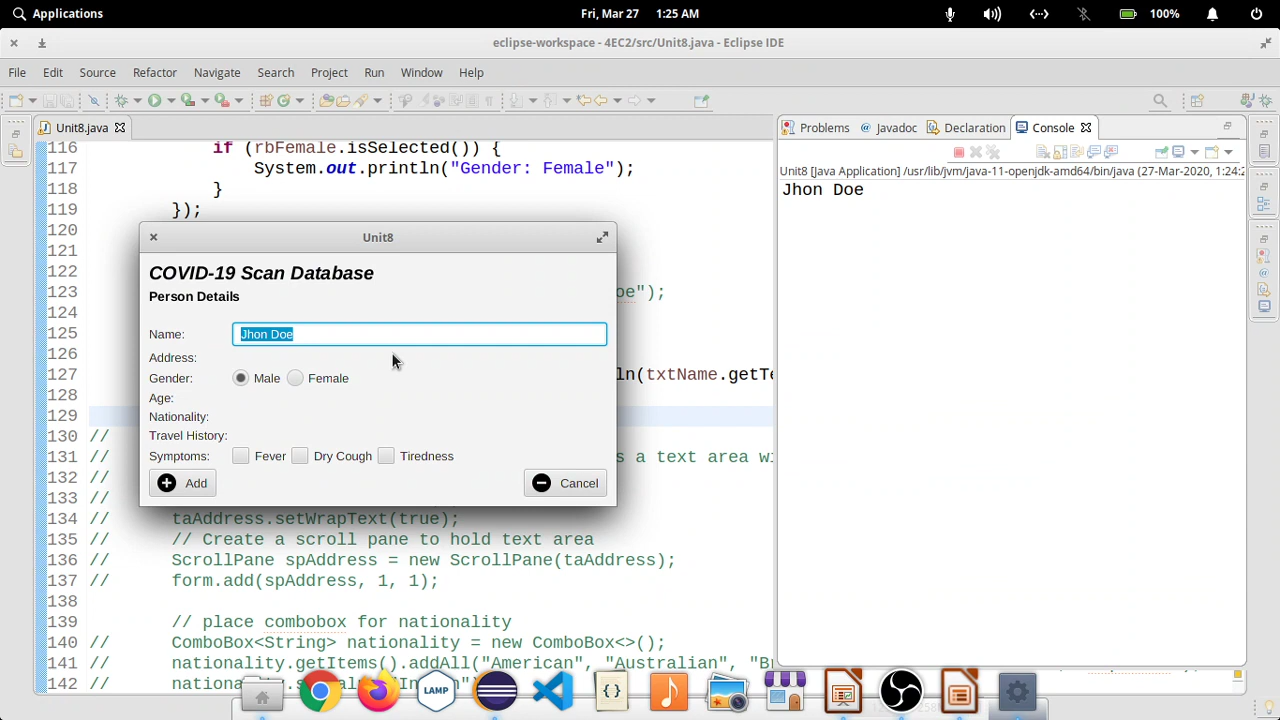 Applications
Fri, Mar 27 1:25 AM
100%
eclipse-workspace - 4EC2/src/Unit8.java - Eclipse IDE
File Edit Source Refactor Navigate Search Project Run Window Help
Unit8.java
Problems @ Javadoc Declaration Console
Unit8 [Java Application] /usr/lib/jvm/java-11-openjdk-amd64/bin/java (27-Mar-2020, 1:24:2
Jhon Doe
116 if (rbFemale.isSelected()) {
117 System.out.println("Gender: Female");
118 }
119 });
120
121
122
123 oe");
124
125
126
127 ln(txtName.getTe
128
129
130 //
131 // s a text area wi
132 //
133 //
134 // taAddress.setWrapText(true);
135 // // Create a scroll pane to hold text area
136 // ScrollPane spAddress = new ScrollPane(taAddress);
137 // form.add(spAddress, 1, 1);
138
139 // place combobox for nationality
140 // ComboBox<String> nationality = new ComboBox<>();
141 // nationality.getItems().addAll("American", "Australian", "B
142 //
Unit8
COVID-19 Scan Database
Person Details
Name: Jhon Doe
Address:
Gender: Male Female
Age:
Nationality:
Travel History:
Symptoms: Fever Dry Cough Tiredness
Add Cancel
LAMP